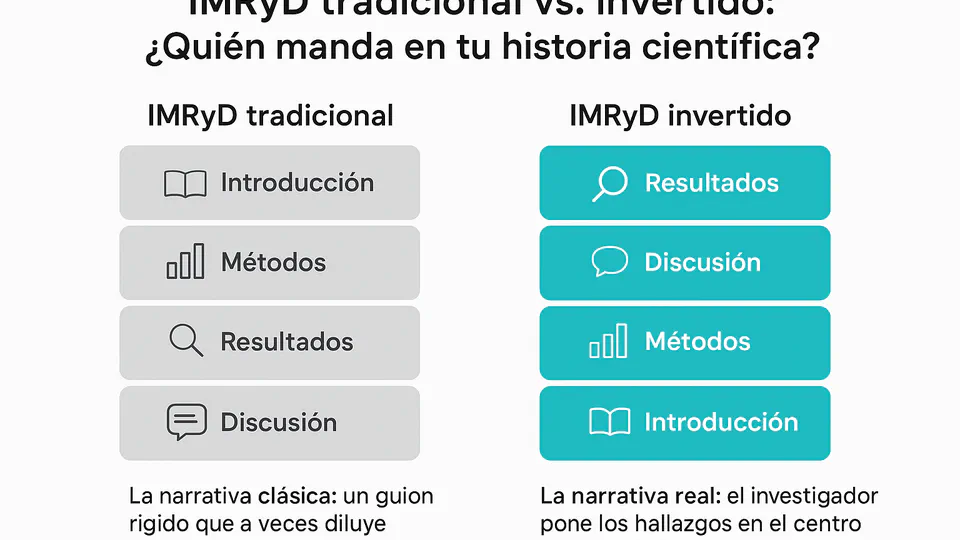 IMRyD tradicional vs. invertido:
¿Quién manda en tu historia científica?
IMRyD tradicional
Introducción
Métodos
Resultados
Discusión
La narrativa clásica: un guion
rigido que a veces diluye
IMRyD invertido
Resultados
Discusión
Métodos
Introducción
La narrativa real: el investigador
pone los hallazgos en el centro